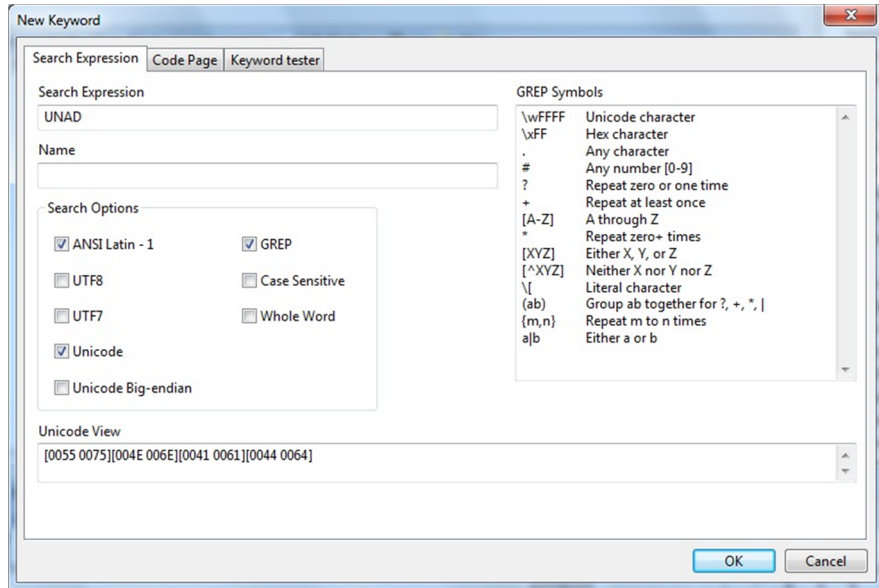 New Keyword
Search Expression Code Page Keyword tester
Search Expression
UNAD
Name
Search Options
ANSI Latin - 1 GREP
UTF8 Case Sensitive
UTF7 Whole Word
Unicode
Unicode Big-endian
GREP Symbols
\wFFFF Unicode character
\xFF Hex character
. Any character
# Any number [0-9]
? Repeat zero or one time
+ Repeat at least once
[A-Z] A through Z
* Repeat zero+ times
[XYZ] Either X, Y, or Z
[^XYZ] Neither X nor Y nor Z
\[ Literal character
(ab) Group ab together for ?, +, *, |
{m,n} Repeat m to n times
a|b Either a or b
Unicode View
[0055 0075][004E 006E][0041 0061][0044 0064]
OK Cancel